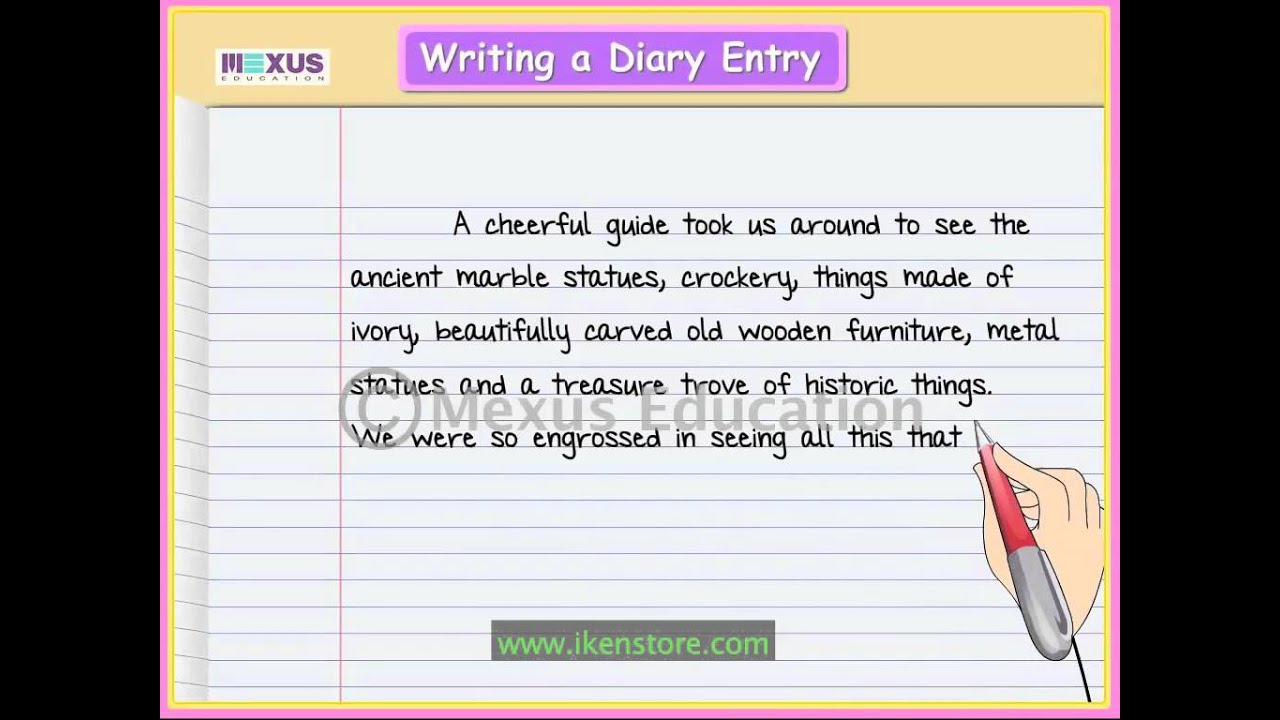 MEXUS
EDUCATION
Writing a Diary Entry
A cheerful guide took us around to see the
ancient marble statues, crockery, things made of
ivory, beautifully carved old wooden furniture, metal
statues and a treasure trove of historic things.
©Mexus Education
We were so engrossed in seeing all this that
www.ikenstore.com